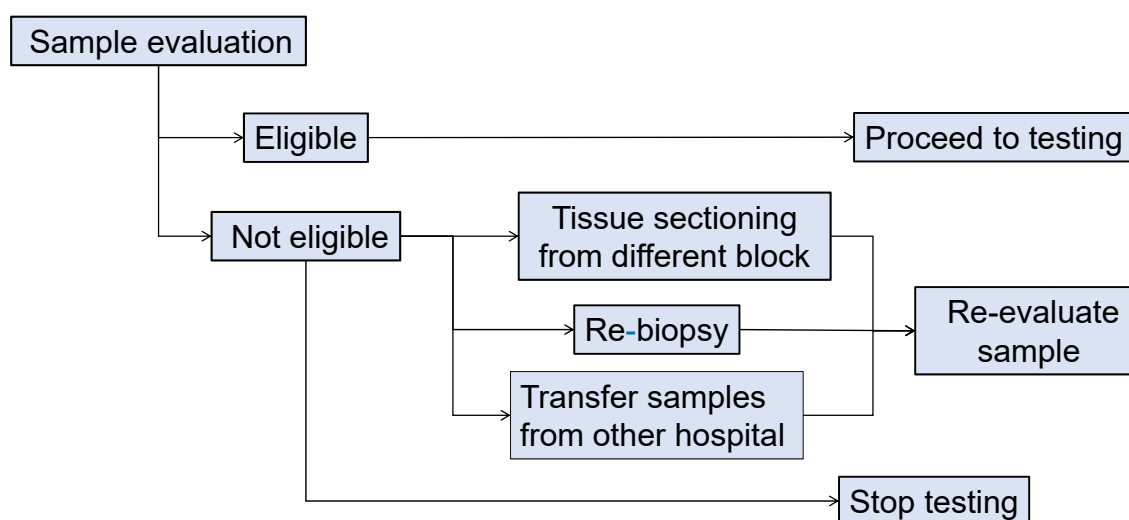 Sample evaluation
Eligible
Proceed to testing
Not eligible
Tissue sectioning
from different block
Re-biopsy
Transfer samples
from other hospital
Re-evaluate
sample
Stop testing